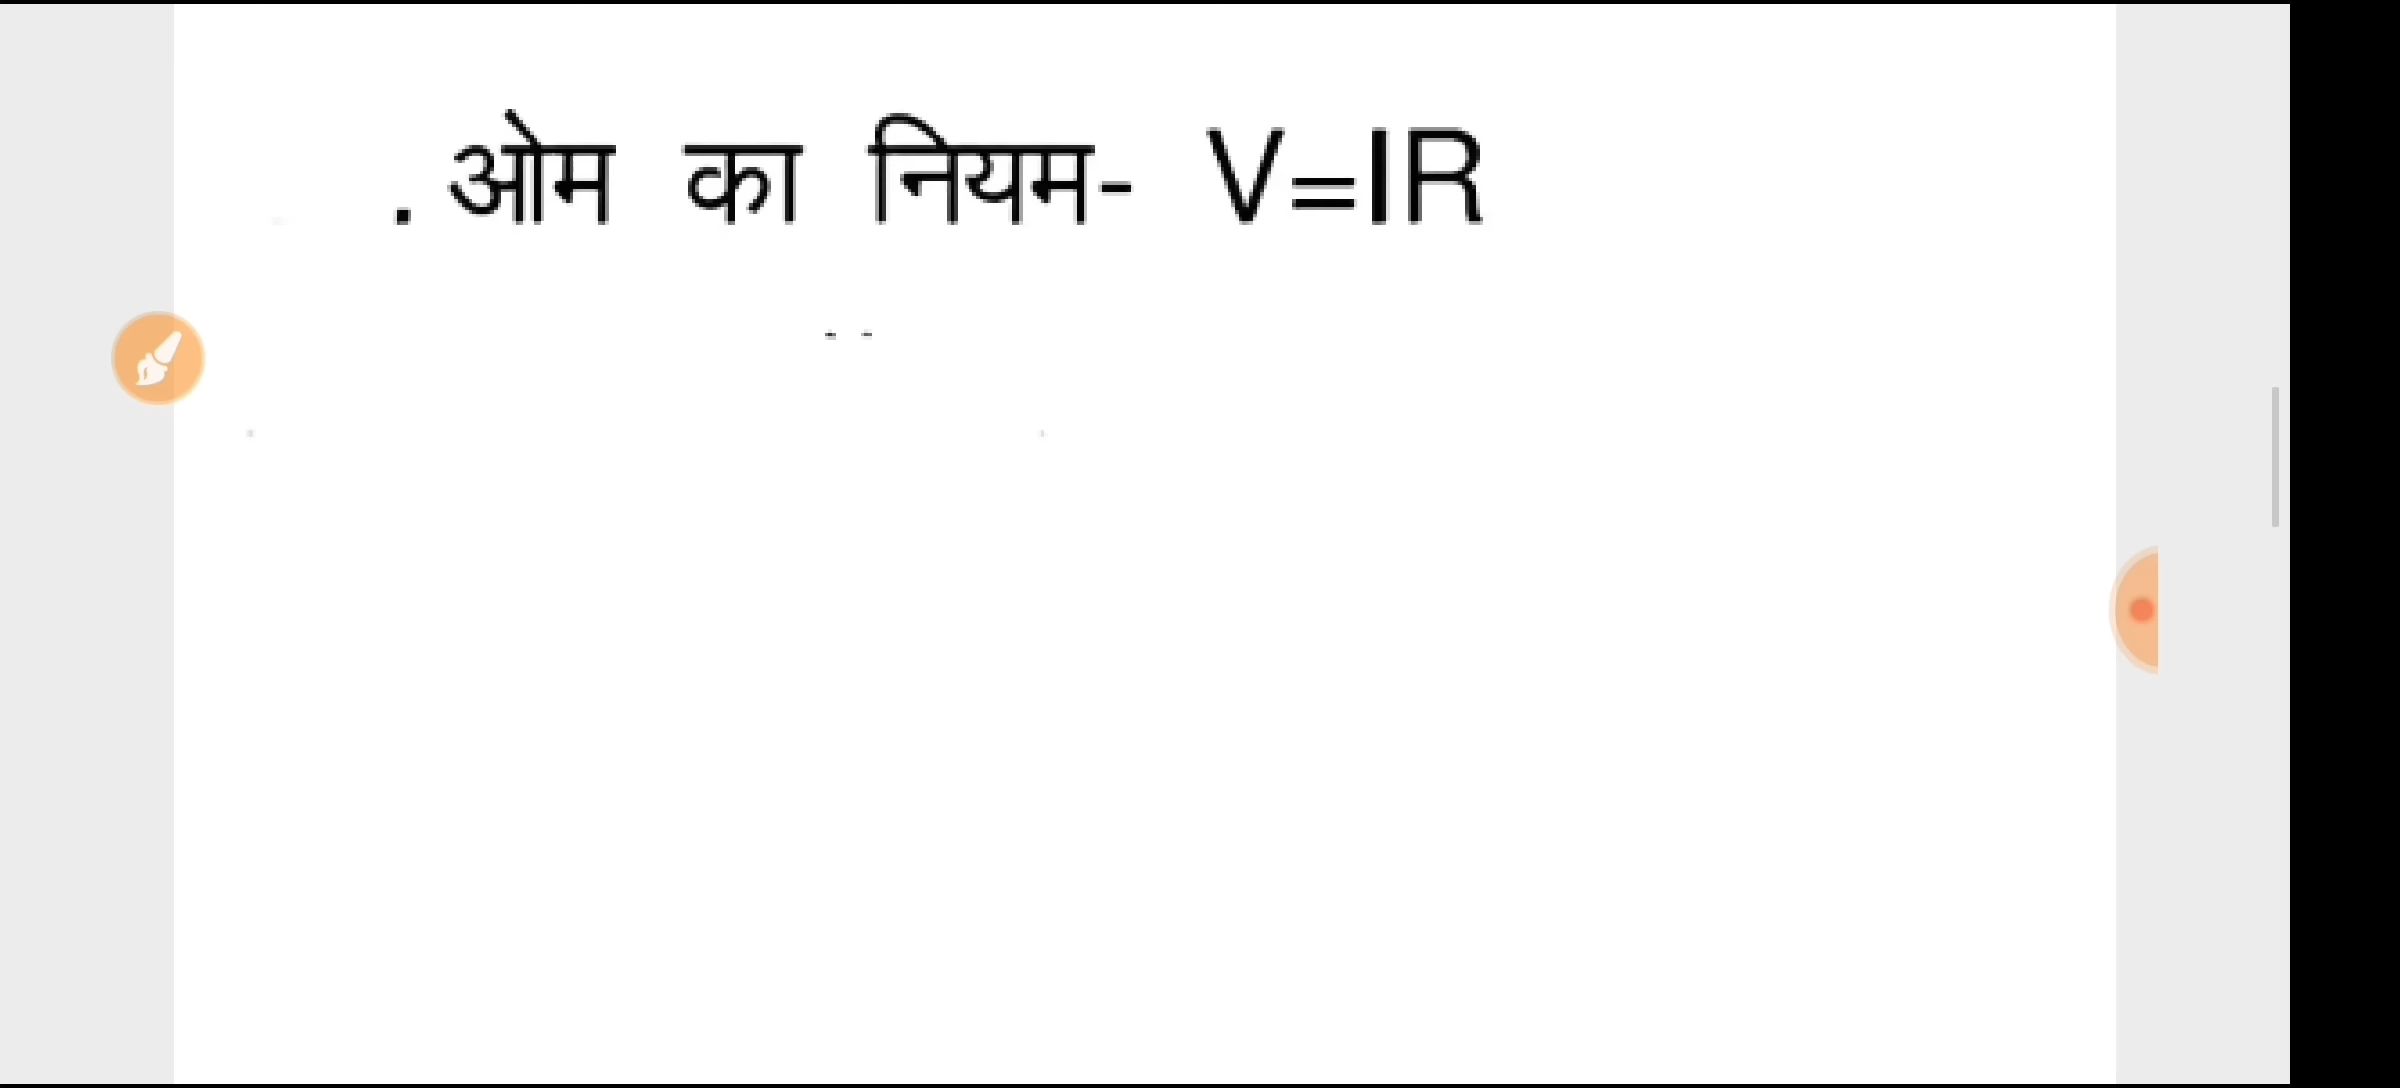 . ओम का नियम- V=IR